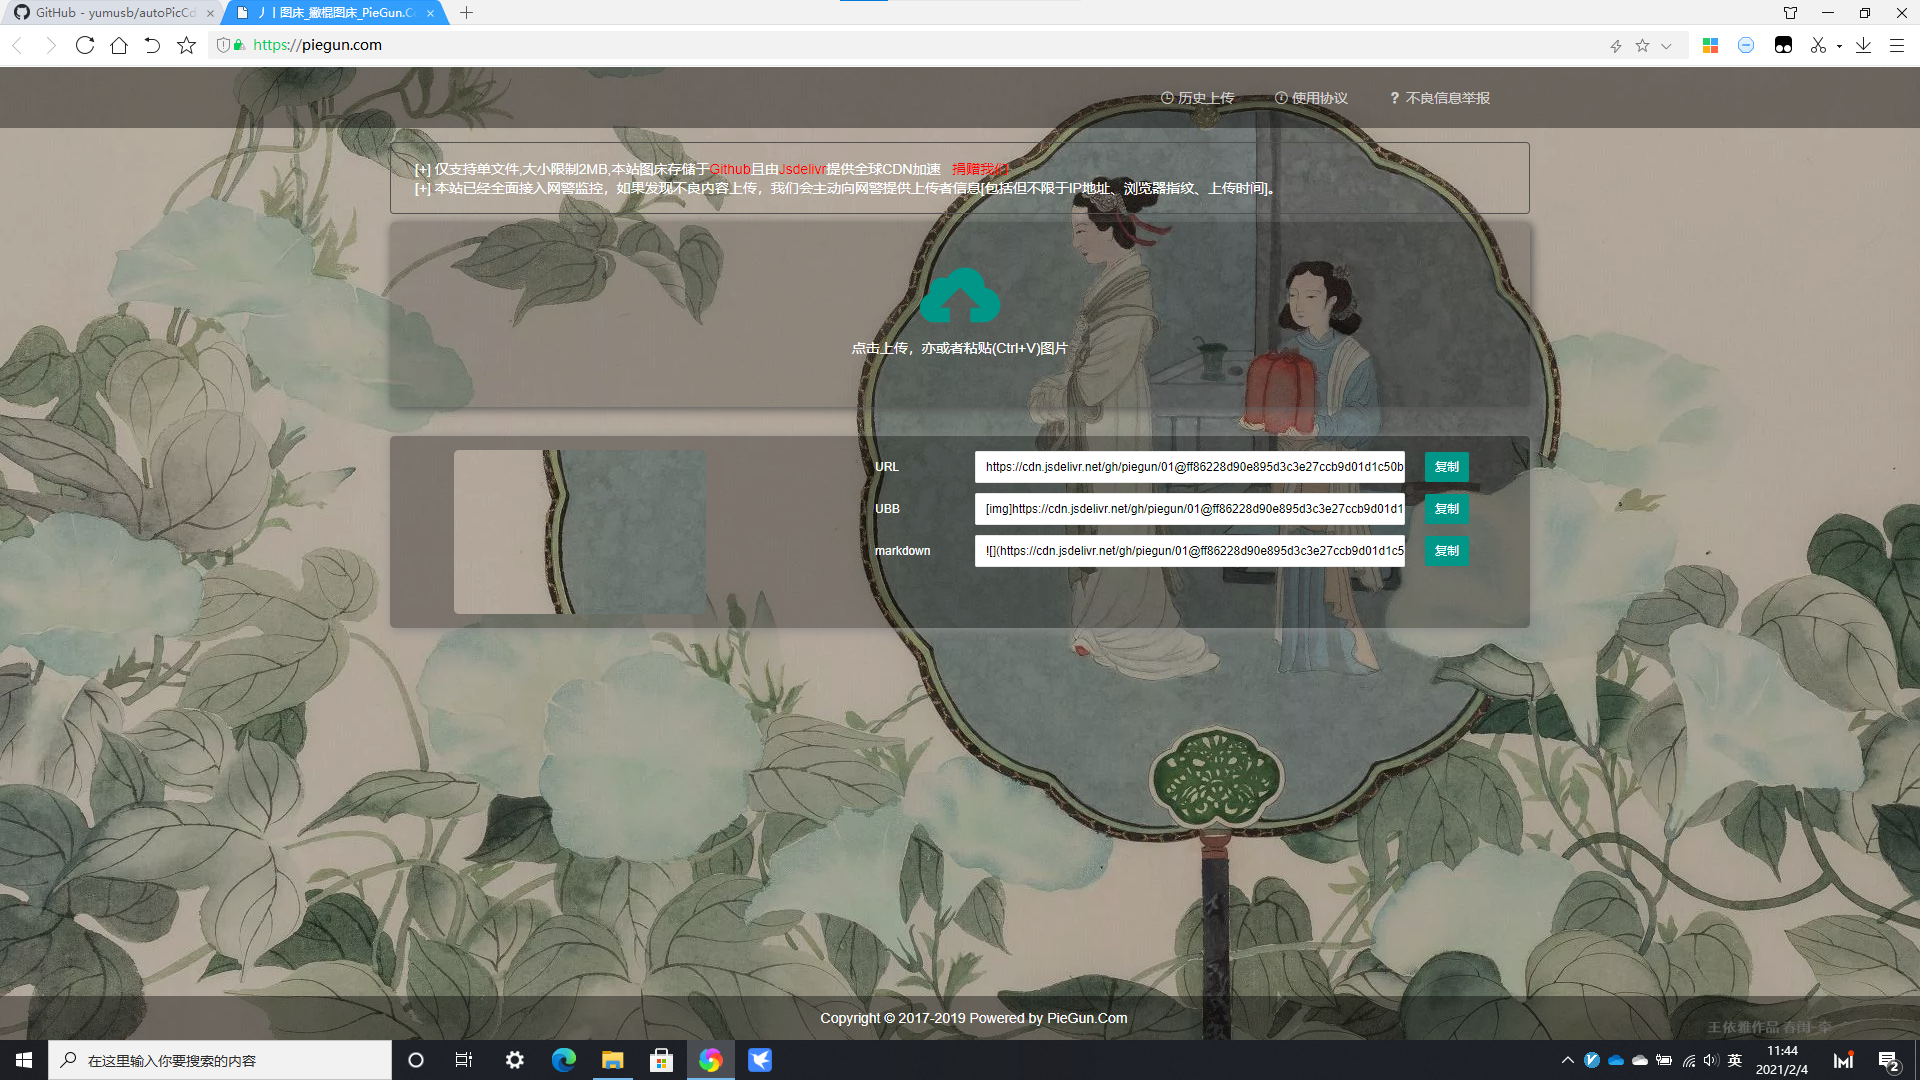 GitHub - yumusb/autoPicCd
丿丨图床_撇棍图床_PieGun.C
https://piegun.com
历史上传
使用协议
不良信息举报
[+] 仅支持单文件,大小限制2MB,本站图床存储于Github且由Jsdelivr提供全球CDN加速 捐赠我们
[+] 本站已经全面接入网警监控，如果发现不良内容上传，我们会主动向网警提供上传者信息[包括但不限于IP地址、浏览器指纹、上传时间]。
点击上传，亦或者粘贴(Ctrl+V)图片
URL https://cdn.jsdelivr.net/gh/piegun/01@ff86228d90e895d3c3e27ccb9d01d1c50b 复制
UBB [img]https://cdn.jsdelivr.net/gh/piegun/01@ff86228d90e895d3c3e27ccb9d01d1 复制
markdown ![](https://cdn.jsdelivr.net/gh/piegun/01@ff86228d90e895d3c3e27ccb9d01d1c5 复制
Copyright © 2017-2019 Powered by PieGun.Com
王依雅作品 春闺-牵
在这里输入你要搜索的内容
英
11:44
2021/2/4
2